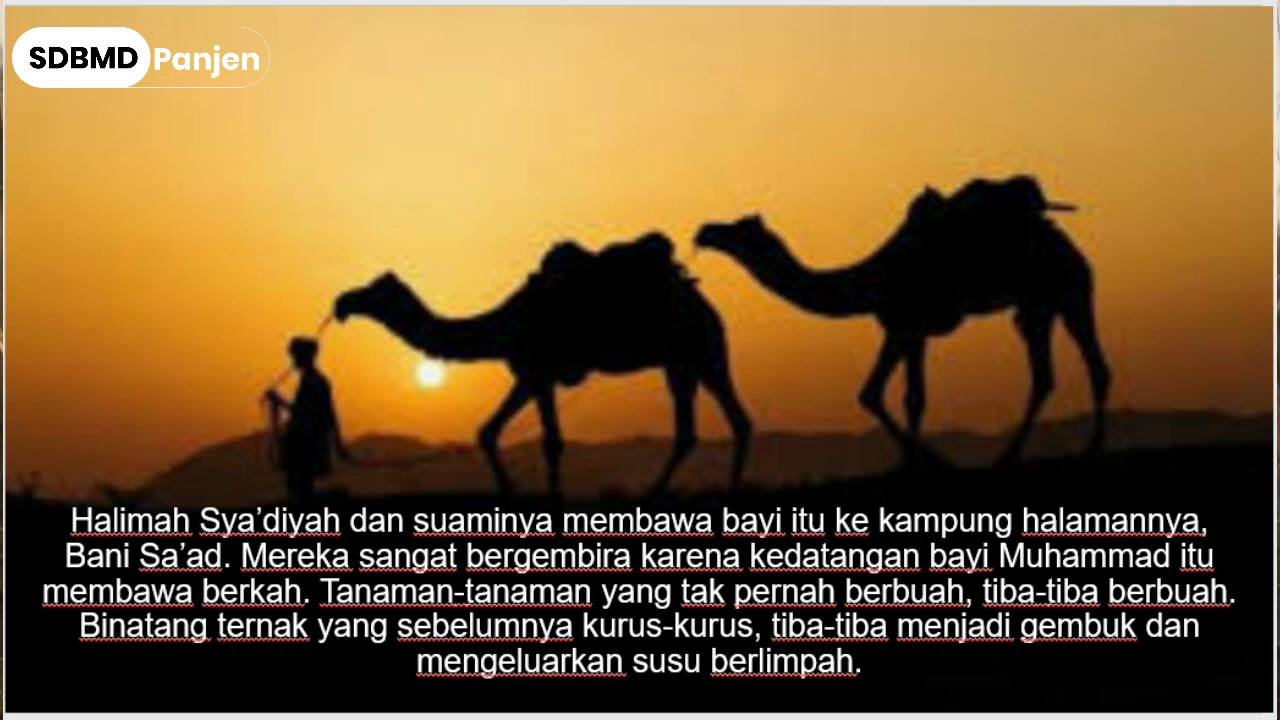 SDBMD Panjen
Halimah Sya’diyah dan suaminya membawa bayi itu ke kampung halamannya,
Bani Sa’ad. Mereka sangat bergembira karena kedatangan bayi Muhammad itu
membawa berkah. Tanaman-tanaman yang tak pernah berbuah, tiba-tiba berbuah.
Binatang ternak yang sebelumnya kurus-kurus, tiba-tiba menjadi gembuk dan
mengeluarkan susu berlimpah.